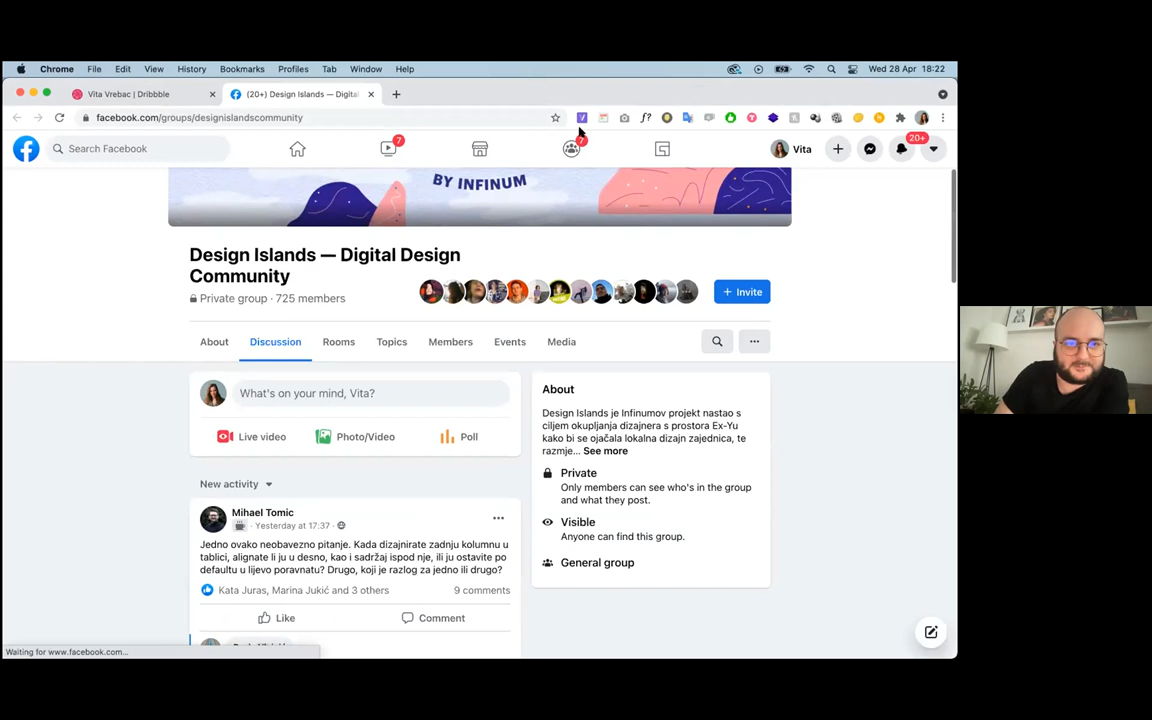 Chrome File Edit View History Bookmarks Profiles Tab Window Help Wed 28 Apr 18:22
Vita Vrebac | Dribbble (20+) Design Islands — Digital
facebook.com/groups/designislandscommunity
Search Facebook 7 7 Vita 20+
BY INFINUM
Design Islands — Digital Design
Community
Private group · 725 members
+ Invite
About Discussion Rooms Topics Members Events Media
What's on your mind, Vita?
Live video Photo/Video Poll
New activity
Mihael Tomic
Yesterday at 17:37
Jedno ovako neobavezno pitanje. Kada dizajnirate zadnju kolumnu u
tablici, alignate li ju u desno, kao i sadržaj ispod nje, ili ju ostavite po
defaultu u lijevo poravnatu? Drugo, koji je razlog za jedno ili drugo?
Kata Juras, Marina Jukić and 3 others 9 comments
Like Comment
About
Design Islands je Infinumov projekt nastao s
ciljem okupljanja dizajnera s prostora Ex-Yu
kako bi se ojačala lokalna dizajn zajednica, te
razmje... See more
Private
Only members can see who's in the group
and what they post.
Visible
Anyone can find this group.
General group
Waiting for www.facebook.com...